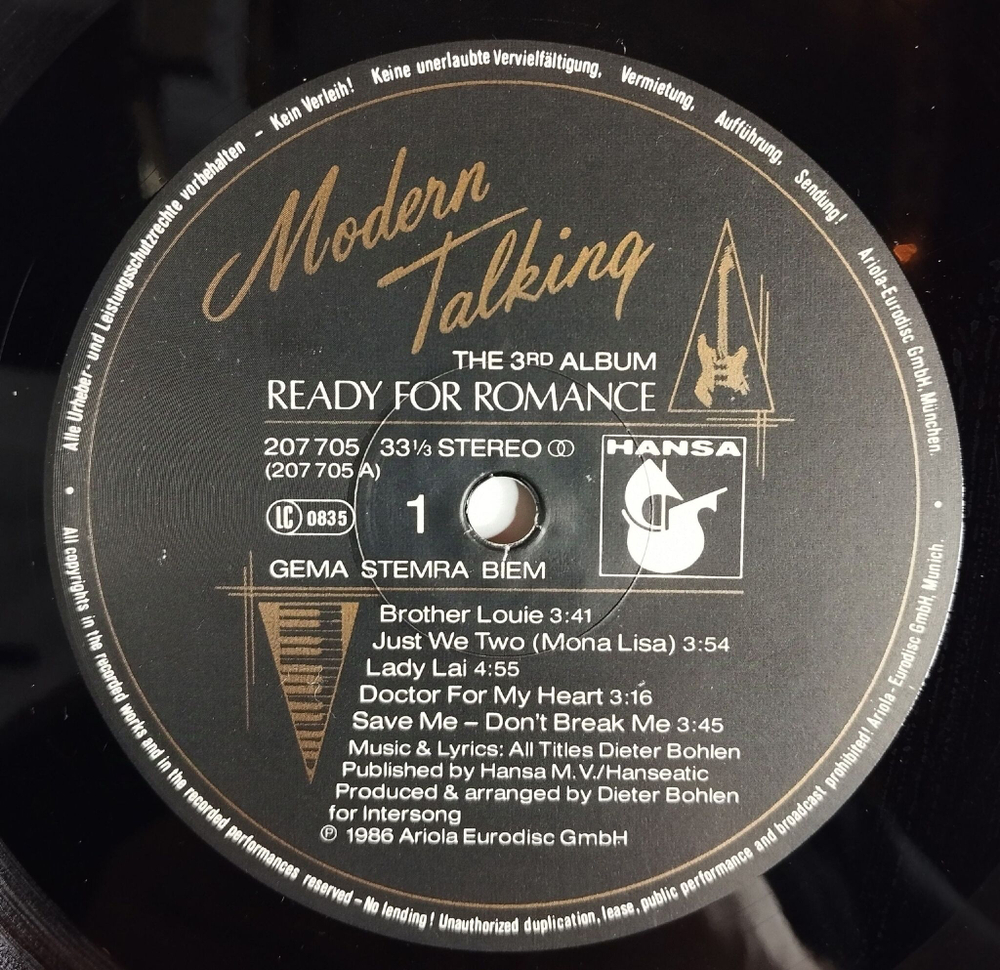 Alle Urheber- und Leistungsschutzrechte vorbehalten – Kein Verleih! Keine unerlaubte Vervielfältigung, Vermietung, Aufführung, Sendung! Ariola-Eurodisc GmbH, München.
Modern
Talking
THE 3RD ALBUM
READY FOR ROMANCE
207 705 33 1/3 STEREO
(207 705 A)
HANSA
LC 0835
1
GEMA STEMRA BIEM
Brother Louie 3:41
Just We Two (Mona Lisa) 3:54
Lady Lai 4:55
Doctor For My Heart 3:16
Save Me – Don't Break Me 3:45
Music & Lyrics: All Titles Dieter Bohlen
Published by Hansa M.V./Hanseatic
Produced & arranged by Dieter Bohlen
for Intersong
℗ 1986 Ariola Eurodisc GmbH
All copyrights in the recorded works and in the recorded performances reserved – No lending! Unauthorized duplication, lease, public performance and broadcast prohibited! Ariola-Eurodisc GmbH, Munich.